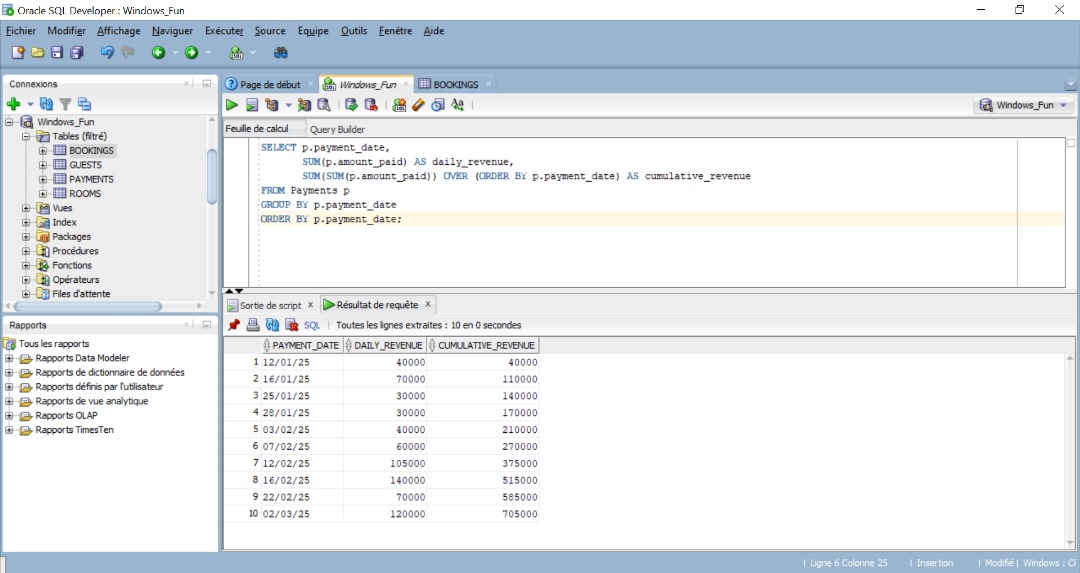 Oracle SQL Developer : Windows_Fun
Fichier Modifier Affichage Naviguer Exécuter Source Equipe Outils Fenêtre Aide
Connexions
Windows_Fun
Tables (filtré)
BOOKINGS
GUESTS
PAYMENTS
ROOMS
Vues
Index
Packages
Procédures
Fonctions
Opérateurs
Files d'attente
Rapports
Tous les rapports
Rapports Data Modeler
Rapports de dictionnaire de données
Rapports définis par l'utilisateur
Rapports de vue analytique
Rapports OLAP
Rapports TimesTen
Page de début Windows_Fun BOOKINGS
Windows_Fun
Feuille de calcul Query Builder
SELECT p.payment_date,
SUM(p.amount_paid) AS daily_revenue,
SUM(SUM(p.amount_paid)) OVER (ORDER BY p.payment_date) AS cumulative_revenue
FROM Payments p
GROUP BY p.payment_date
ORDER BY p.payment_date;
Sortie de script x Résultat de requête x
SQL | Toutes les lignes extraites : 10 en 0 secondes
PAYMENT_DATE DAILY_REVENUE CUMULATIVE_REVENUE
1 12/01/25 40000 40000
2 16/01/25 70000 110000
3 25/01/25 30000 140000
4 28/01/25 30000 170000
5 03/02/25 40000 210000
6 07/02/25 60000 270000
7 12/02/25 105000 375000
8 16/02/25 140000 515000
9 22/02/25 70000 585000
10 02/03/25 120000 705000
| Ligne 6 Colonne 25 | Insertion | Modifié | Windows : Cl